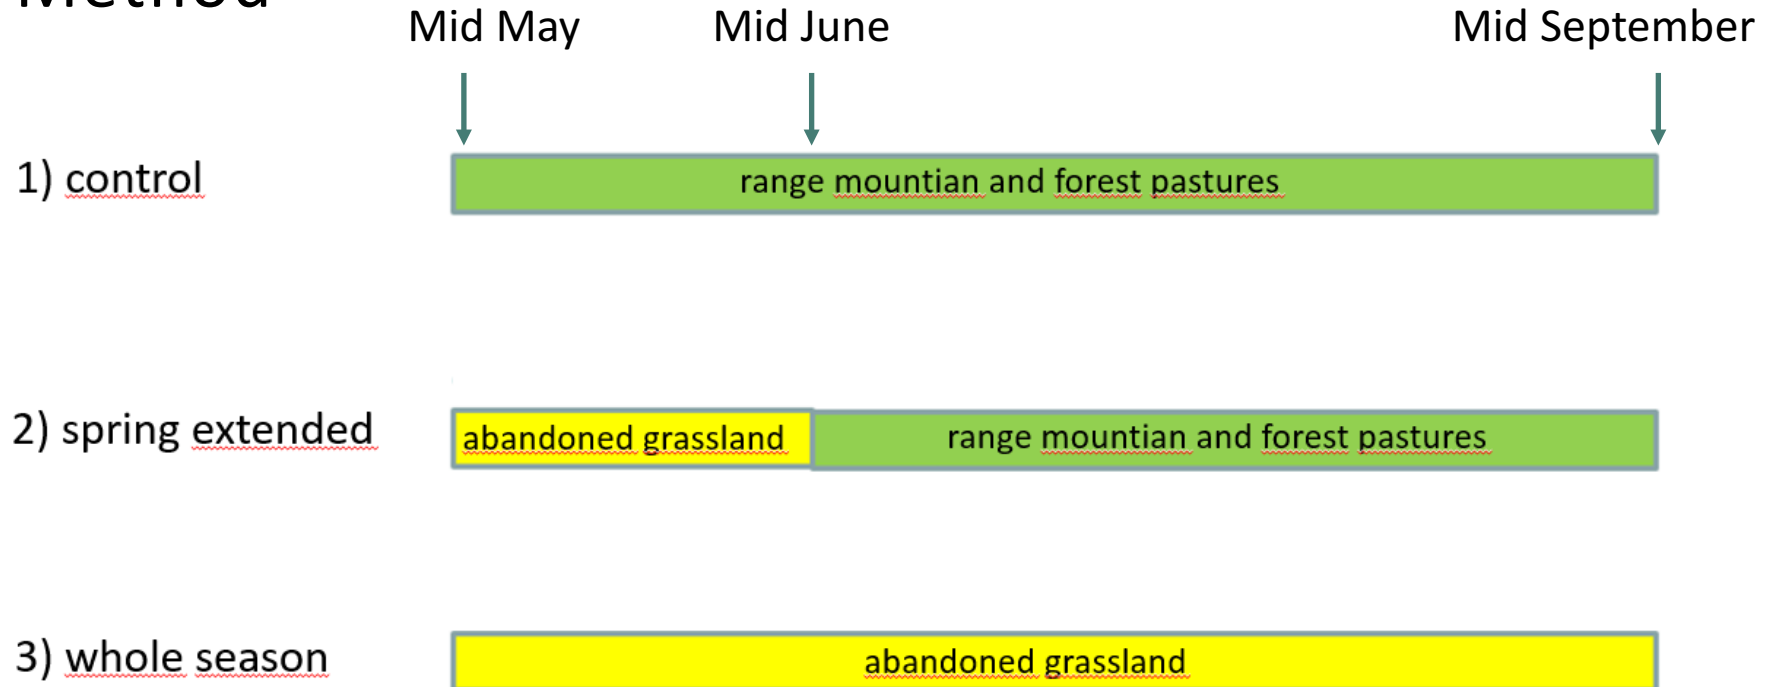 Method
Mid May Mid June Mid September
1) control
range mountian and forest pastures
2) spring extended
abandoned grassland
range mountian and forest pastures
3) whole season
abandoned grassland